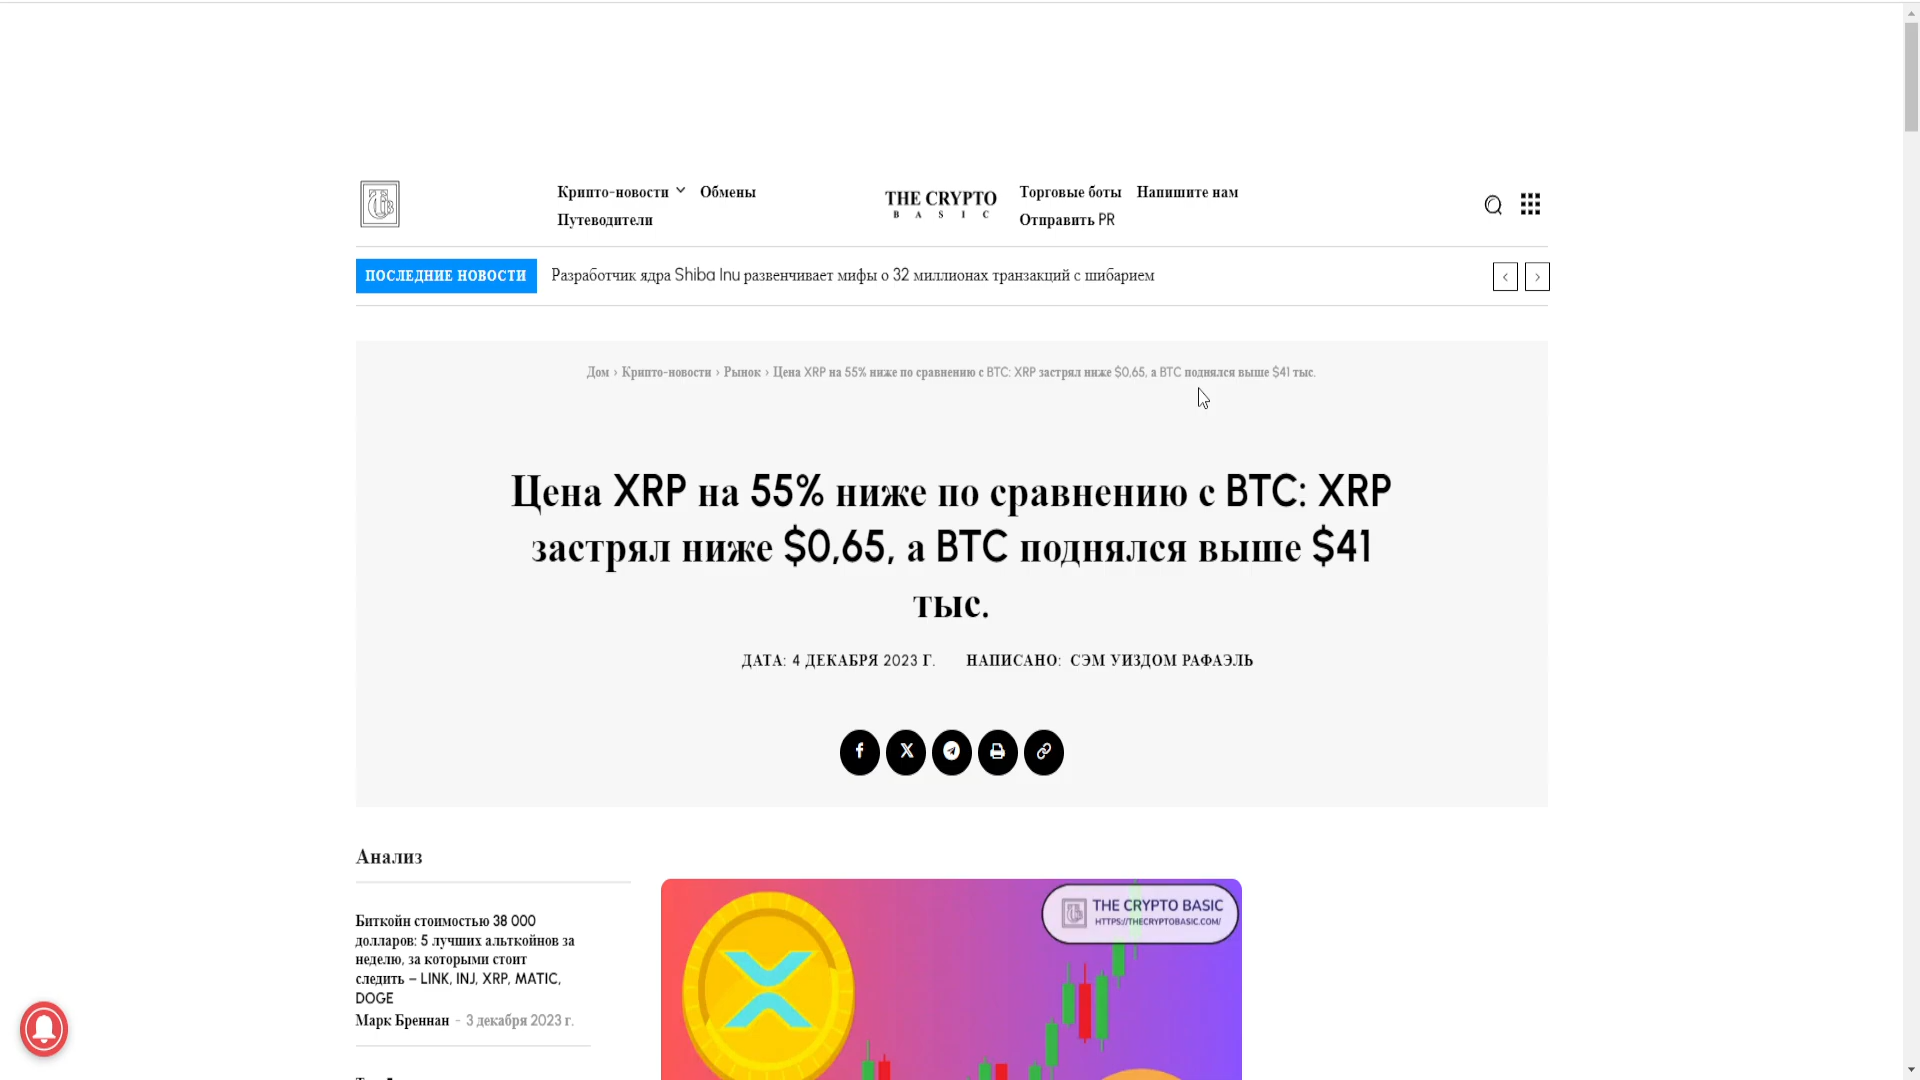 Крипто-новости
Обмены
Путеводители
THE CRYPTO
BASIC
Торговые боты
Напишите нам
Отправить PR
ПОСЛЕДНИЕ НОВОСТИ
Разработчик ядра Shiba Inu развенчивает мифы о 32 миллионах транзакций с шибарием
Дом › Крипто-новости › Рынок › Цена XRP на 55% ниже по сравнению с BTC: XRP застрял ниже $0,65, а BTC поднялся выше $41 тыс.
Цена XRP на 55% ниже по сравнению с BTC: XRP
застрял ниже $0,65, а BTC поднялся выше $41
тыс.
ДАТА: 4 ДЕКАБРЯ 2023 Г.
НАПИСАНО: СЭМ УИЗДОМ РАФАЭЛЬ
Анализ
Биткойн стоимостью 38 000
долларов: 5 лучших альткойнов за
неделю, за которыми стоит
следить – LINK, INJ, XRP, MATIC,
DOGE
Марк Бреннан - 3 декабря 2023 г.
THE CRYPTO BASIC
HTTPS://THECRYPTOBASIC.COM/